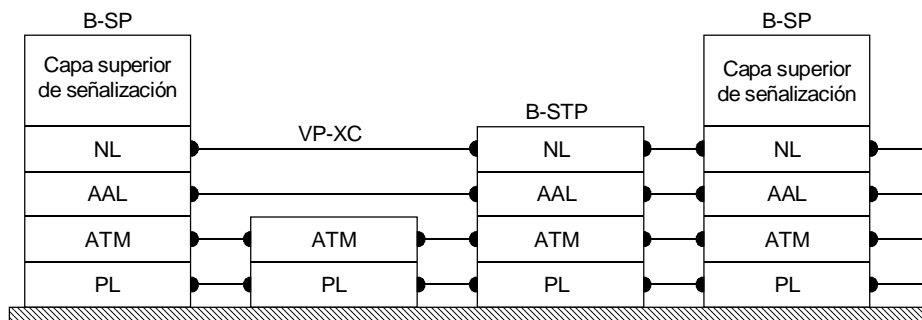 B-SP
Capa superior
de señalización
NL
AAL
ATM
PL
VP-XC
ATM
PL
B-STP
NL
AAL
ATM
PL
B-SP
Capa superior
de señalización
NL
AAL
ATM
PL